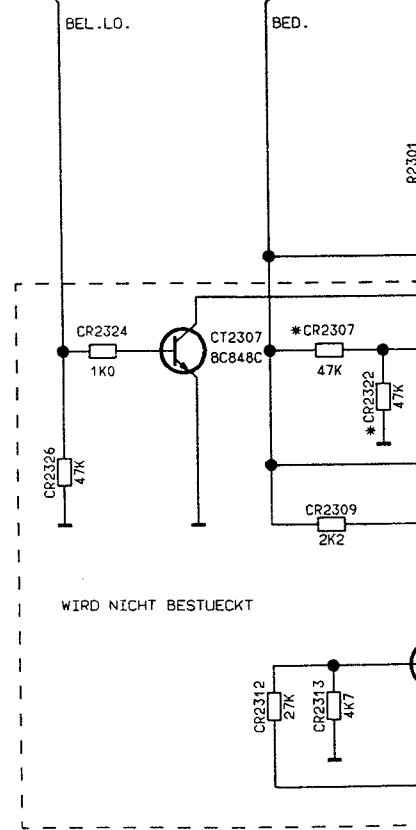 BEL.LO.
BED.
R2301
CR2324
1K0
CT2307
BC848C
*CR2307
47K
*CR2322
47K
CR2326
47K
CR2309
2K2
WIRD NICHT BESTUECKT
CR2312
27K
CR2313
4K7